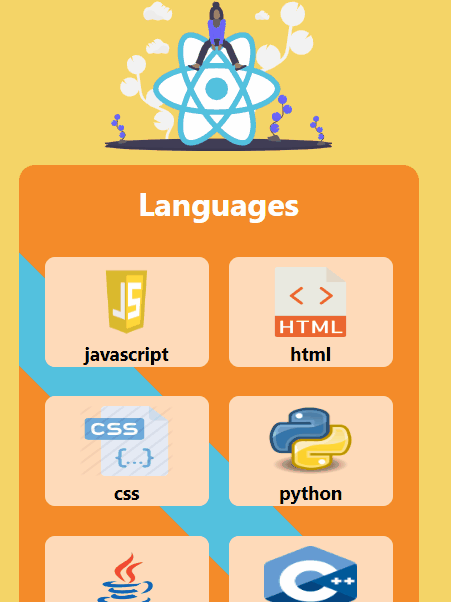 Languages
JS
HTML
javascript
html
CSS
{...}
css
python
C++